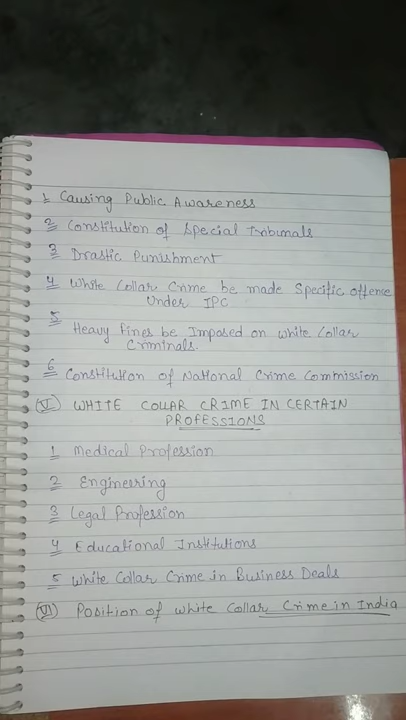 1 Causing Public Awareness
2 Constitution of Special Tribunals
3 Drastic Punishment
4 White Collar Crime be made Specific offence
Under IPC
5
Heavy fines be Imposed on White Collar
Criminals.
6 Constitution of National Crime Commission
(V) WHITE COLLAR CRIME IN CERTAIN
PROFESSIONS
1 Medical Profession
2 Engineering
3 Legal Profession
4 Educational Institutions
5 White Collar Crime in Business Deals
(VI) Position of White Collar Crime in India